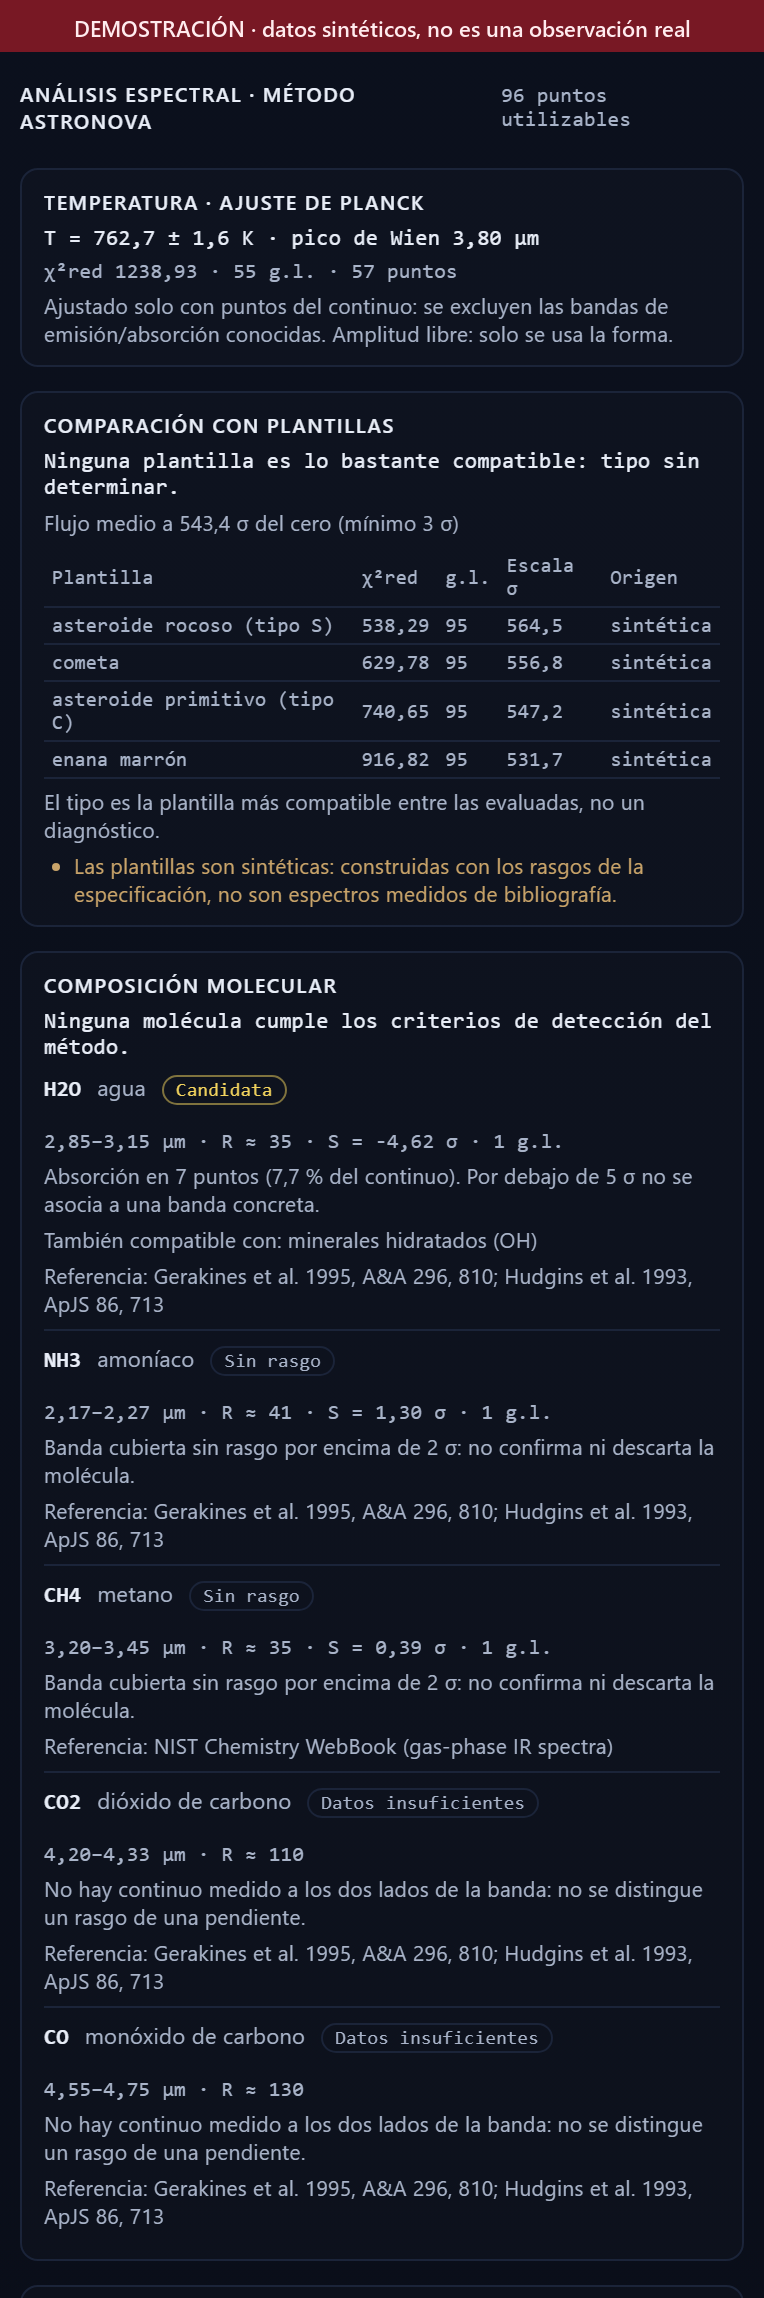 DEMOSTRACIÓN · datos sintéticos, no es una observación real
ANÁLISIS ESPECTRAL · MÉTODO
ASTRONOVA
96 puntos
utilizables
TEMPERATURA · AJUSTE DE PLANCK
T = 762,7 ± 1,6 K · pico de Wien 3,80 µm
χ²red 1238,93 · 55 g.l. · 57 puntos
Ajustado solo con puntos del continuo: se excluyen las bandas de
emisión/absorción conocidas. Amplitud libre: solo se usa la forma.
COMPARACIÓN CON PLANTILLAS
Ninguna plantilla es lo bastante compatible: tipo sin
determinar.
Flujo medio a 543,4 σ del cero (mínimo 3 σ)
Plantilla χ²red g.l. Escala σ Origen
asteroide rocoso (tipo S) 538,29 95 564,5 sintética
cometa 629,78 95 556,8 sintética
asteroide primitivo (tipo C) 740,65 95 547,2 sintética
enana marrón 916,82 95 531,7 sintética
El tipo es la plantilla más compatible entre las evaluadas, no un
diagnóstico.
• Las plantillas son sintéticas: construidas con los rasgos de la
especificación, no son espectros medidos de bibliografía.
COMPOSICIÓN MOLECULAR
Ninguna molécula cumple los criterios de detección del
método.
H2O agua Candidata
2,85–3,15 µm · R ≈ 35 · S = -4,62 σ · 1 g.l.
Absorción en 7 puntos (7,7 % del continuo). Por debajo de 5 σ no se
asocia a una banda concreta.
También compatible con: minerales hidratados (OH)
Referencia: Gerakines et al. 1995, A&A 296, 810; Hudgins et al. 1993,
ApJS 86, 713
NH3 amoníaco Sin rasgo
2,17–2,27 µm · R ≈ 41 · S = 1,30 σ · 1 g.l.
Banda cubierta sin rasgo por encima de 2 σ: no confirma ni descarta la
molécula.
Referencia: Gerakines et al. 1995, A&A 296, 810; Hudgins et al. 1993,
ApJS 86, 713
CH4 metano Sin rasgo
3,20–3,45 µm · R ≈ 35 · S = 0,39 σ · 1 g.l.
Banda cubierta sin rasgo por encima de 2 σ: no confirma ni descarta la
molécula.
Referencia: NIST Chemistry WebBook (gas-phase IR spectra)
CO2 dióxido de carbono Datos insuficientes
4,20–4,33 µm · R ≈ 110
No hay continuo medido a los dos lados de la banda: no se distingue
un rasgo de una pendiente.
Referencia: Gerakines et al. 1995, A&A 296, 810; Hudgins et al. 1993,
ApJS 86, 713
CO monóxido de carbono Datos insuficientes
4,55–4,75 µm · R ≈ 130
No hay continuo medido a los dos lados de la banda: no se distingue
un rasgo de una pendiente.
Referencia: Gerakines et al. 1995, A&A 296, 810; Hudgins et al. 1993,
ApJS 86, 713